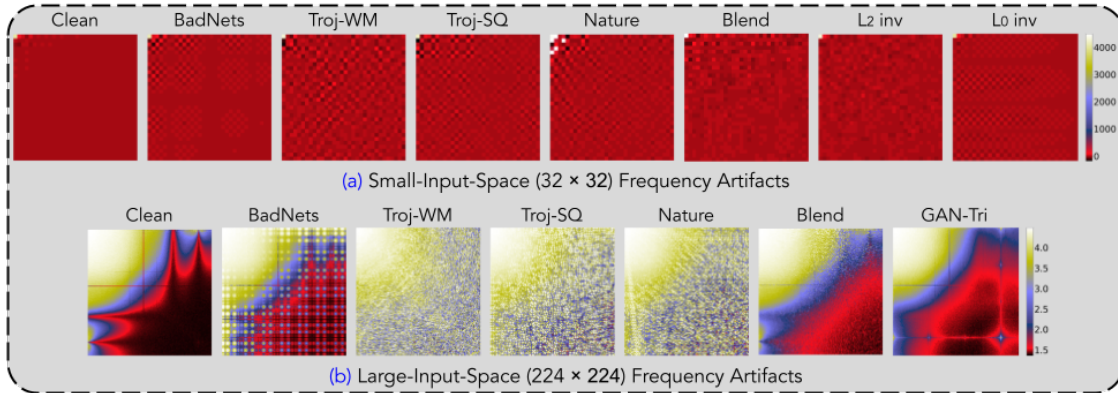 Clean BadNets Troj-WM Troj-SQ Nature Blend L2 inv L0 inv
4000
3000
2000
1000
0
(a) Small-Input-Space (32 × 32) Frequency Artifacts
Clean BadNets Troj-WM Troj-SQ Nature Blend GAN-Tri
4.0
3.5
3.0
2.5
2.0
1.5
(b) Large-Input-Space (224 × 224) Frequency Artifacts